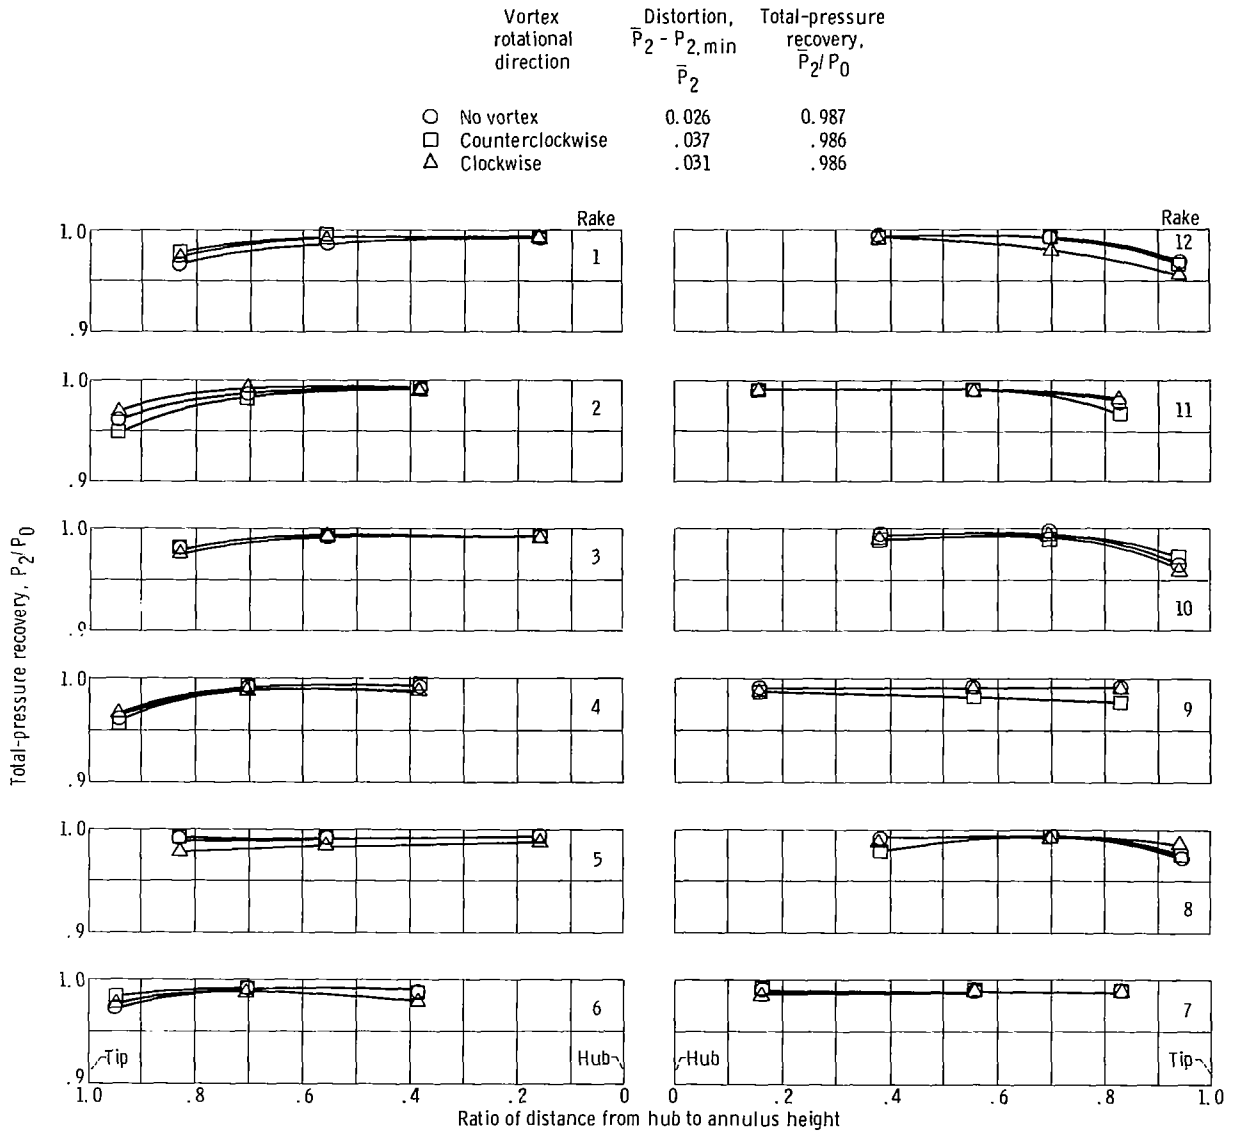 Vortex rotational direction
Distortion,
P̅2 - P2, min
P̅2
Total-pressure recovery,
P̅2/P0
No vortex 0.026 0.987
Counterclockwise .037 .986
Clockwise .031 .986
Rake
Rake
1.0
.9
1
12
1.0
.9
2
11
1.0
.9
3
10
1.0
.9
4
9
1.0
.9
5
8
1.0
.9
6
7
Tip
Hub
Hub
Tip
1.0 .8 .6 .4 .2 0
0 .2 .4 .6 .8 1.0
Total-pressure recovery, P2/P0
Ratio of distance from hub to annulus height